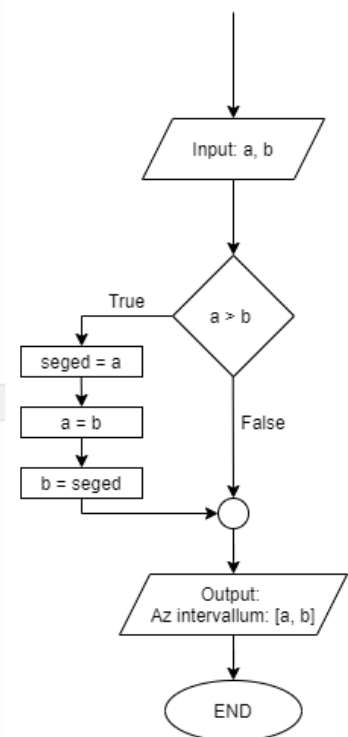 Input: a, b
a > b
True
seged = a
a = b
b = seged
False
Output:
Az intervallum: [a, b]
END